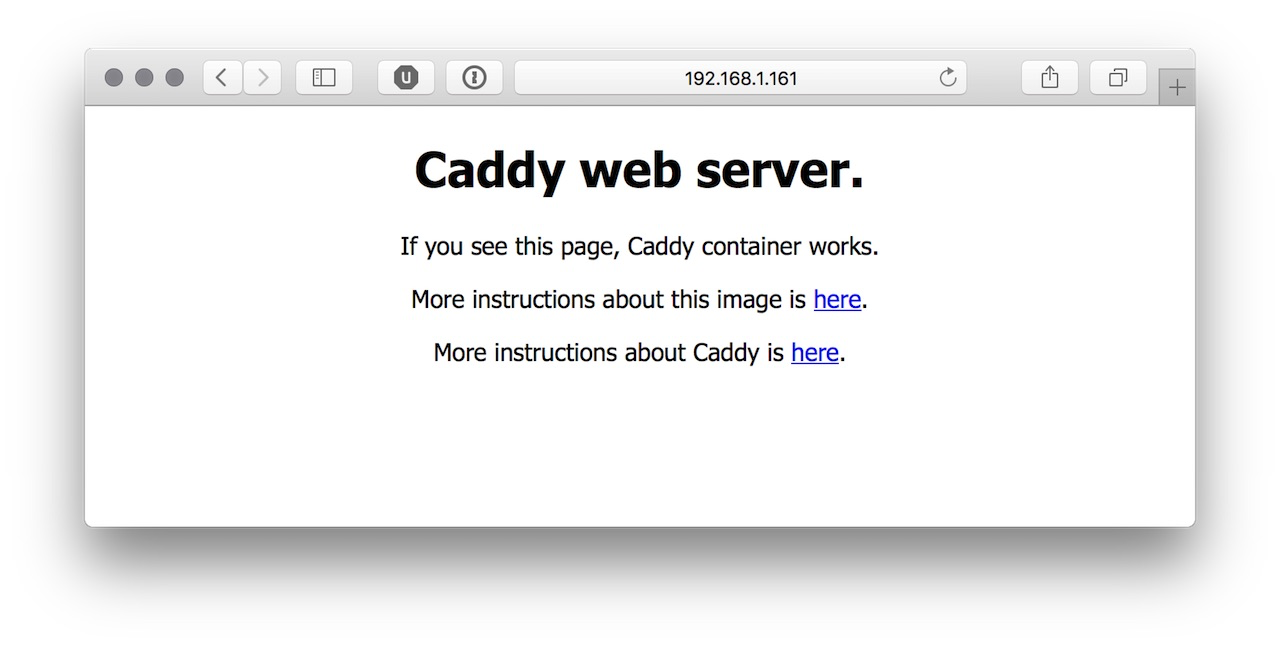 192.168.1.161
Caddy web server.
If you see this page, Caddy container works.
More instructions about this image is here.
More instructions about Caddy is here.